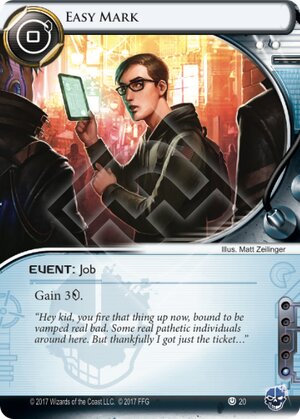 0
EASY MARK
Illus. Matt Zeilinger
EVENT: Job
Gain 3.
“Hey kid, you fire that thing up now, bound to be
vamped real bad. Some real pathetic individuals
around here. But thankfully I got just the ticket…”
© 2017 Wizards of the Coast LLC. © 2017 FFG
20